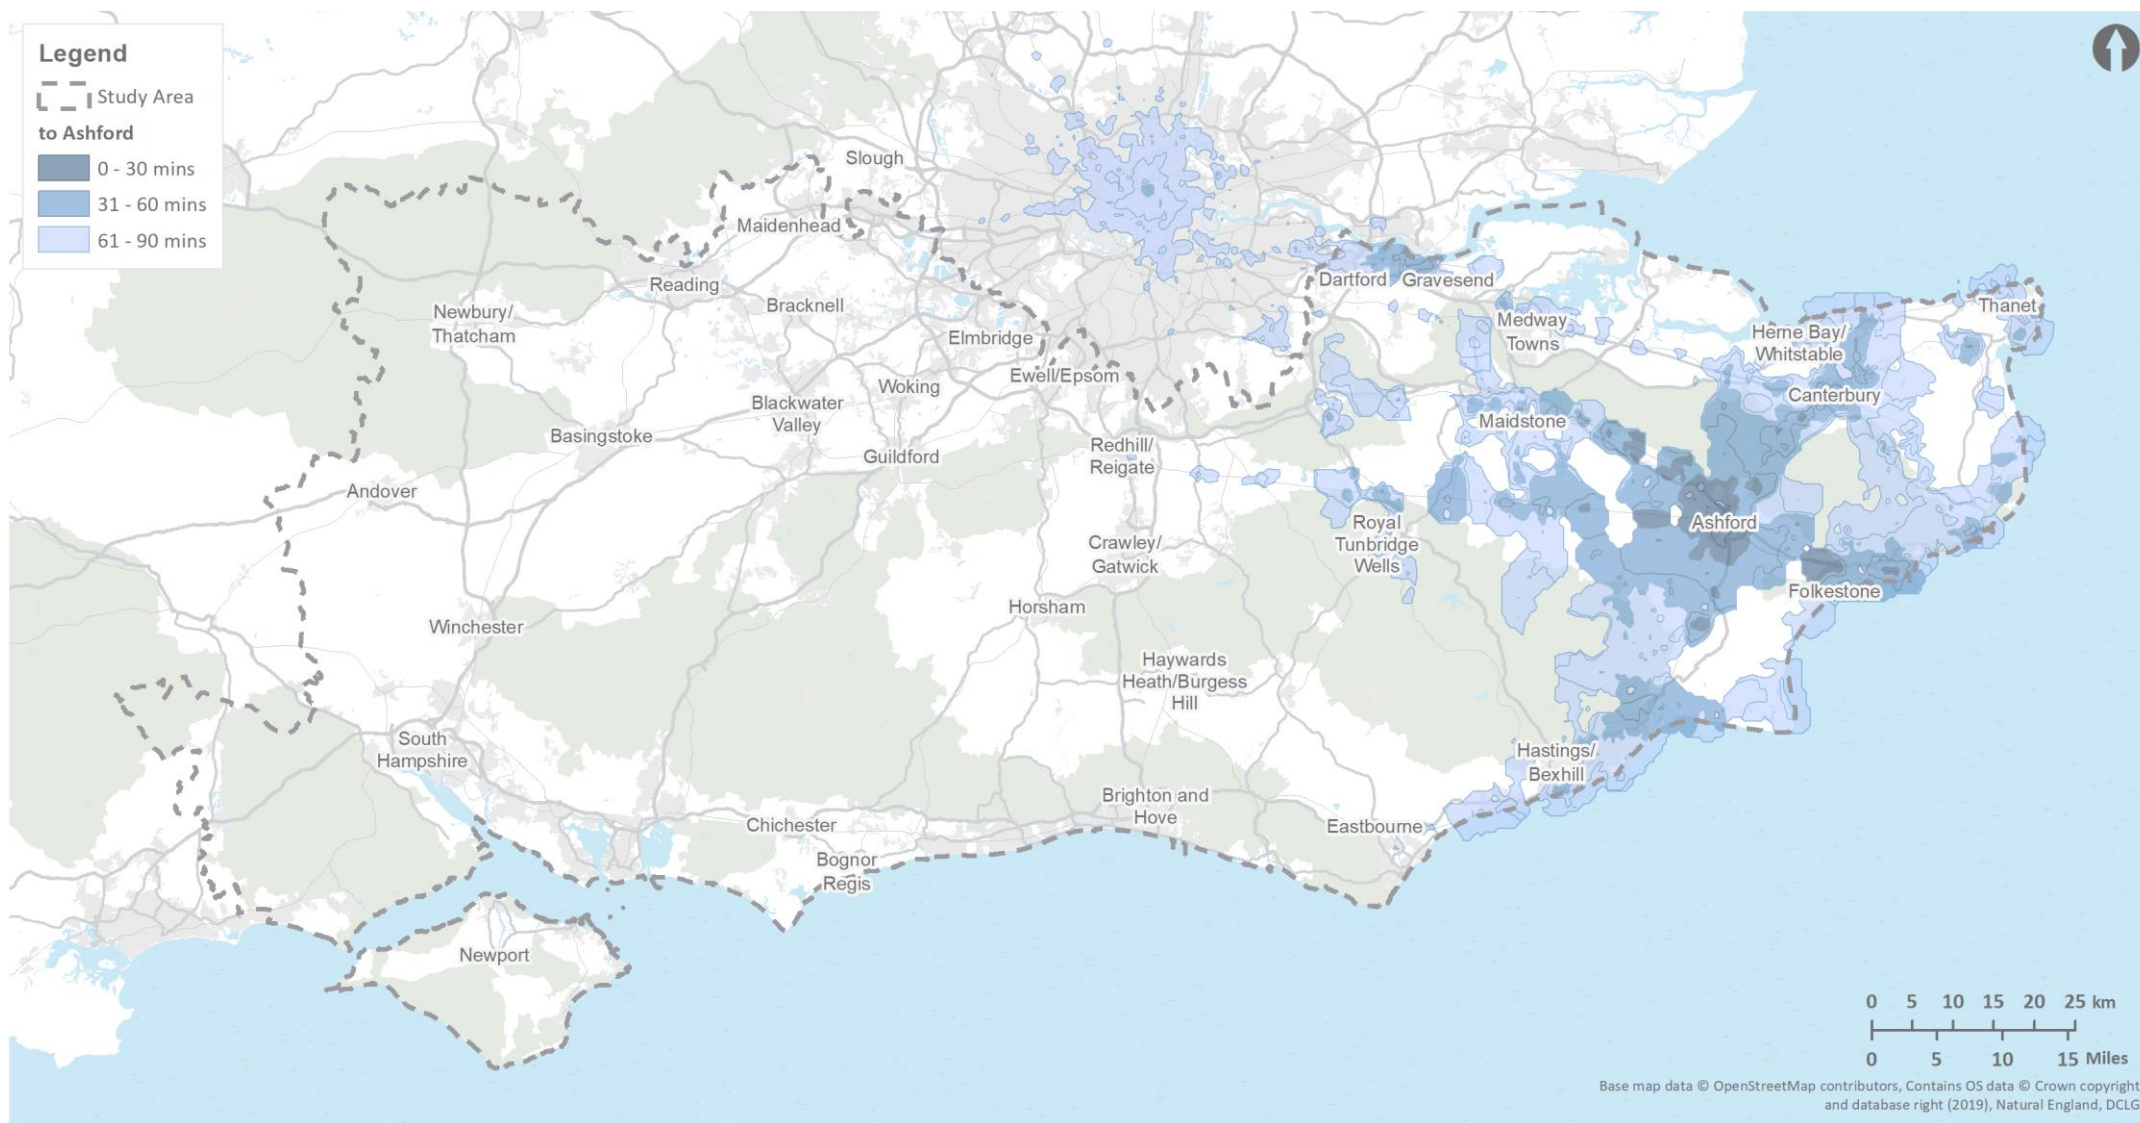 Legend
Study Area
to Ashford
0 - 30 mins
31 - 60 mins
61 - 90 mins
Slough
Maidenhead
Reading
Bracknell
Newbury/
Thatcham
Elmbridge
Ewell/Epsom
Woking
Blackwater
Valley
Basingstoke
Guildford
Redhill/
Reigate
Andover
Crawley/
Gatwick
Horsham
Winchester
Haywards
Heath/Burgess
Hill
South
Hampshire
Chichester
Bognor
Regis
Brighton and
Hove
Eastbourne
Newport
Dartford
Gravesend
Medway
Towns
Thanet
Herne Bay/
Whitstable
Canterbury
Maidstone
Royal
Tunbridge
Wells
Ashford
Folkestone
Hastings/
Bexhill
0 5 10 15 20 25 km
0 5 10 15 Miles
Base map data © OpenStreetMap contributors, Contains OS data © Crown copyright
and database right (2019), Natural England, DCLG